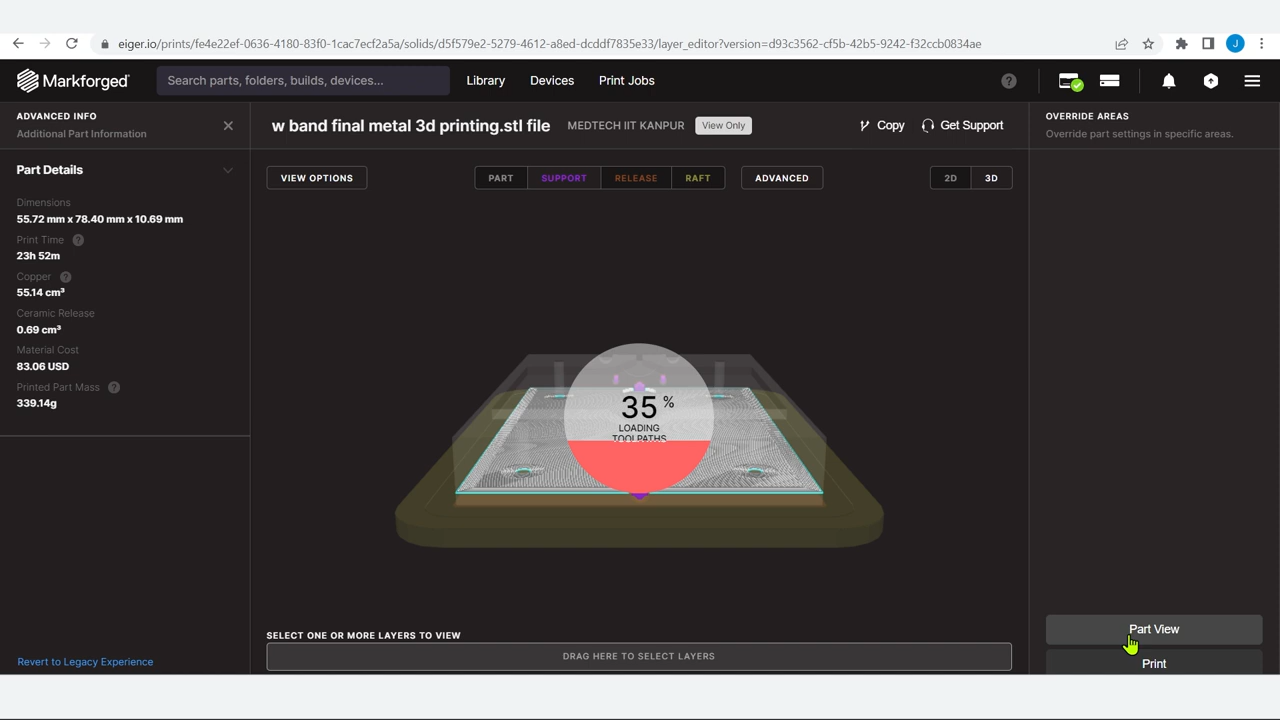 eiger.io/prints/fe4e22ef-0636-4180-83f0-1cac7ecf2a5a/solids/d5f579c3-527d-4612-a8ed-dcddf7835e33/layer_editor?version=d93c3562-cf5b-42b5-9242-f32ccb0834ae
J
Markforged
Search parts, folders, builds, devices...
Library
Devices
Print Jobs
?
ADVANCED INFO
Additional Part Information
w band final metal 3d printing.stl file
MEDTECH IIT KANPUR
View Only
Copy
Get Support
OVERRIDE AREAS
Override part settings in specific areas.
Part Details
VIEW OPTIONS
PART
SUPPORT
RELEASE
RAFT
ADVANCED
2D
3D
Dimensions
55.72 mm x 78.40 mm x 10.69 mm
Print Time ?
23h 52m
Copper ?
55.14 cm³
Ceramic Release
0.69 cm³
Material Cost
83.06 USD
Printed Part Mass ?
339.14g
35 %
LOADING
TOOLPATHS
SELECT ONE OR MORE LAYERS TO VIEW
DRAG HERE TO SELECT LAYERS
Part View
Print
Revert to Legacy Experience